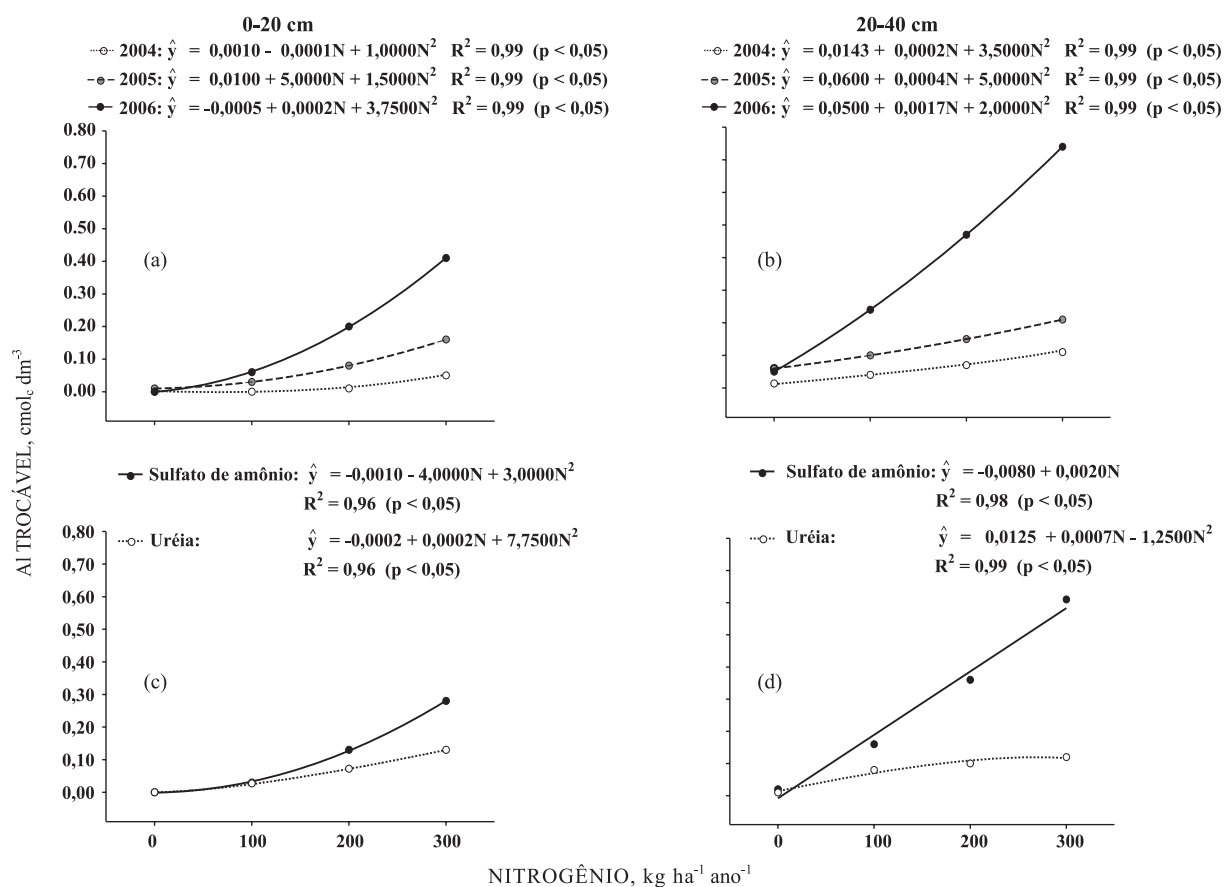 0-20 cm
2004: ŷ = 0,0010 - 0,0001N + 1,0000N² R² = 0,99 (p < 0,05)
2005: ŷ = 0,0100 + 5,0000N + 1,5000N² R² = 0,99 (p < 0,05)
2006: ŷ = -0,0005 + 0,0002N + 3,7500N² R² = 0,99 (p < 0,05)
20-40 cm
2004: ŷ = 0,0143 + 0,0002N + 3,5000N² R² = 0,99 (p < 0,05)
2005: ŷ = 0,0600 + 0,0004N + 5,0000N² R² = 0,99 (p < 0,05)
2006: ŷ = 0,0500 + 0,0017N + 2,0000N² R² = 0,99 (p < 0,05)
0.80
0.70
0.60
0.50
0.40
0.30
0.20
0.10
0.00
(a)
(b)
Al TROCÁVEL, cmol_c dm⁻³
Sulfato de amônio: ŷ = -0,0010 - 4,0000N + 3,0000N²
R² = 0,96 (p < 0,05)
Uréia: ŷ = -0,0002 + 0,0002N + 7,7500N²
R² = 0,96 (p < 0,05)
Sulfato de amônio: ŷ = -0,0080 + 0,0020N
R² = 0,98 (p < 0,05)
Uréia: ŷ = 0,0125 + 0,0007N - 1,2500N²
R² = 0,99 (p < 0,05)
0,80
0,70
0,60
0,50
0,40
0,30
0,20
0,10
0,00
(c)
(d)
0 100 200 300
0 100 200 300
NITROGÊNIO, kg ha⁻¹ ano⁻¹